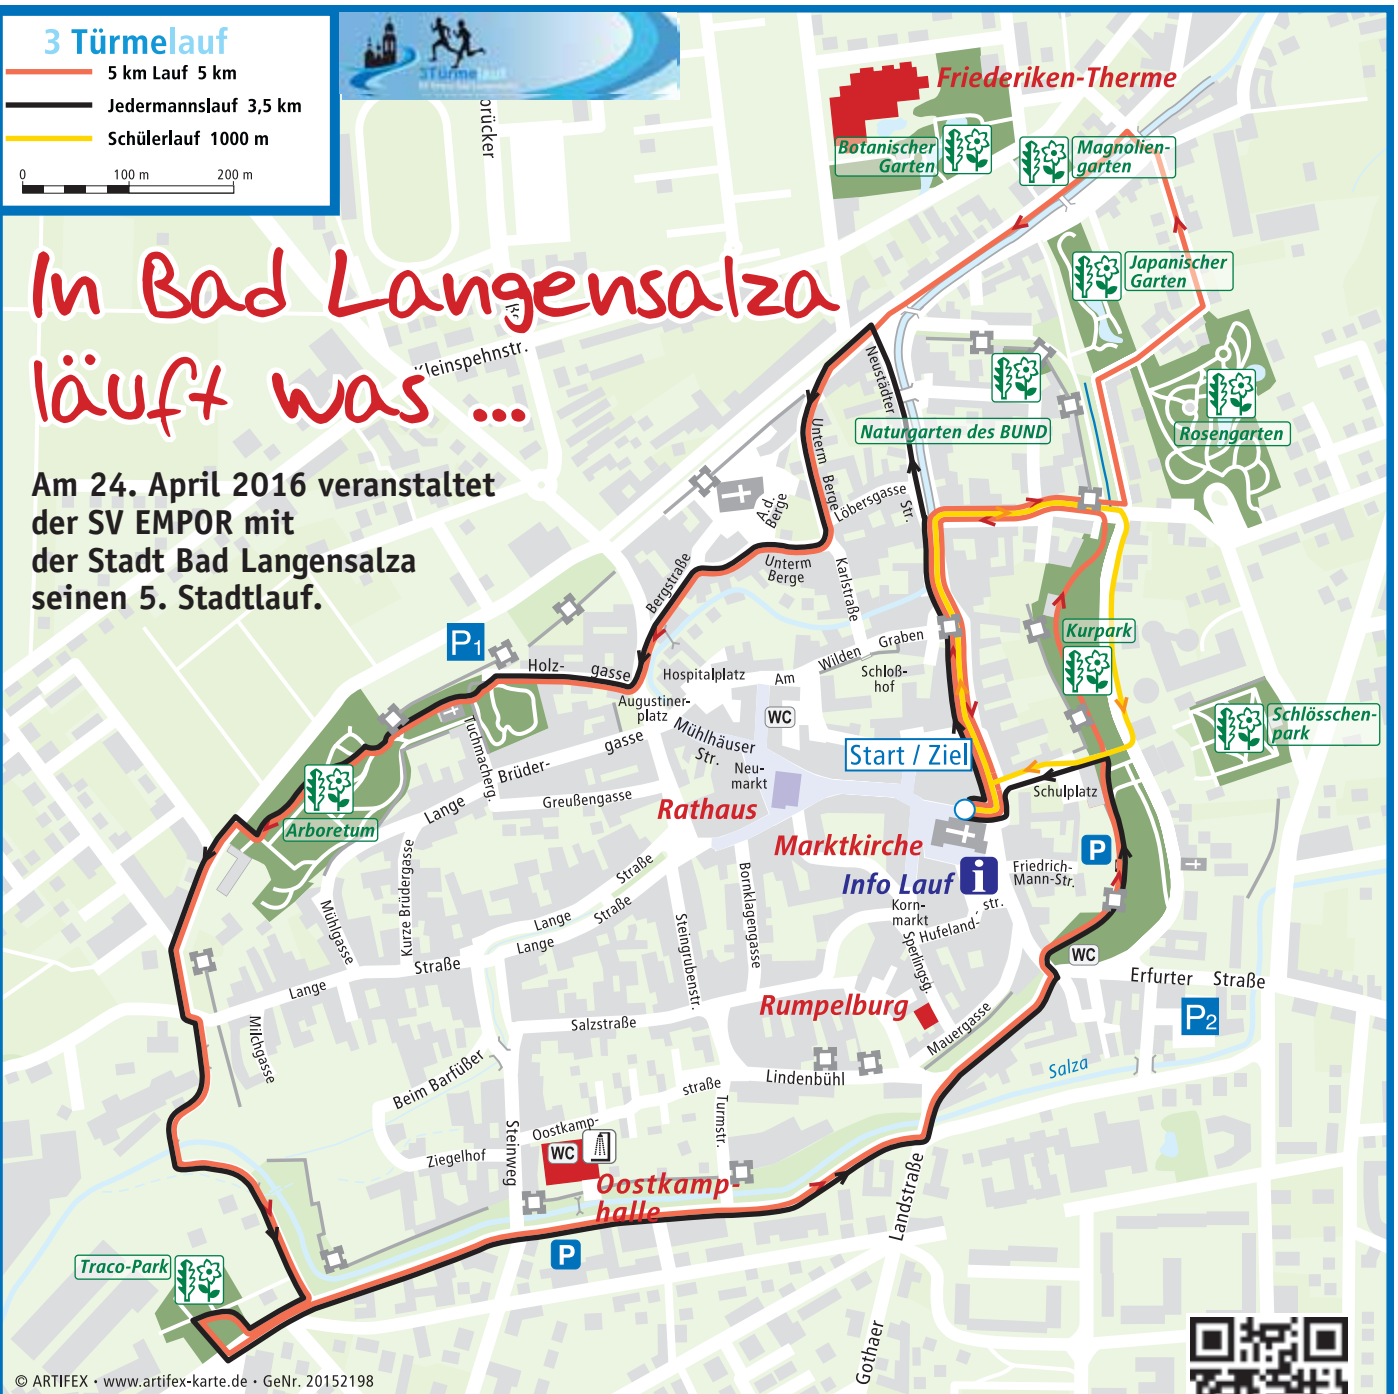 3 Türmelauf
5 km Lauf 5 km
Jedermannslauf 3,5 km
Schülerlauf 1000 m
0 100 m 200 m
3Türmelauf
brücker
Friederiken-Therme
Botanischer
Garten
Magnolien-
garten
Japanischer
Garten
Rosengarten
Naturgarten des BUND
In Bad Langensalza
läuft was ...
Kleinspehnstr.
Am 24. April 2016 veranstaltet
der SV EMPOR mit
der Stadt Bad Langensalza
seinen 5. Stadtlauf.
Neustädter
Str.
Unterm Berge
Löbersgasse
A.d.
Berge
Unterm
Berge
Karlstraße
Bergstraße
P1
Holz-
gasse
Hospitalplatz
Am
Wilden
Graben
Schloß-
hof
Kurpark
Schlösschen-
park
Augustiner-
platz
WC
Mühlhäuser
Str.
Neu-
markt
Start / Ziel
Tuchmacherg.
Brüder-
gasse
Lange
Greußengasse
Schulplatz
Rathaus
Arboretum
Marktkirche
P
Info Lauf i
Friedrich-
Mann-Str.
Korn-
markt
Hufeland-
str.
Sperlingsg.
Mühlgasse
Kurze Brüdergasse
Straße
Lange
Straße
Lange
Straße
Lange
Steingrubenstr.
Bornklagengasse
WC
Erfurter Straße
P2
Rumpelburg
Mauergasse
Milchgasse
Salzstraße
Beim Barfüßer
Lindenbühl
Salza
straße
Turmstr.
Oostkamp-
Steinweg
Ziegelhof
WC
Oostkamp-
halle
Landstraße
P
Traco-Park
Gothaer
© ARTIFEX · www.artifex-karte.de · GeNr. 20152198